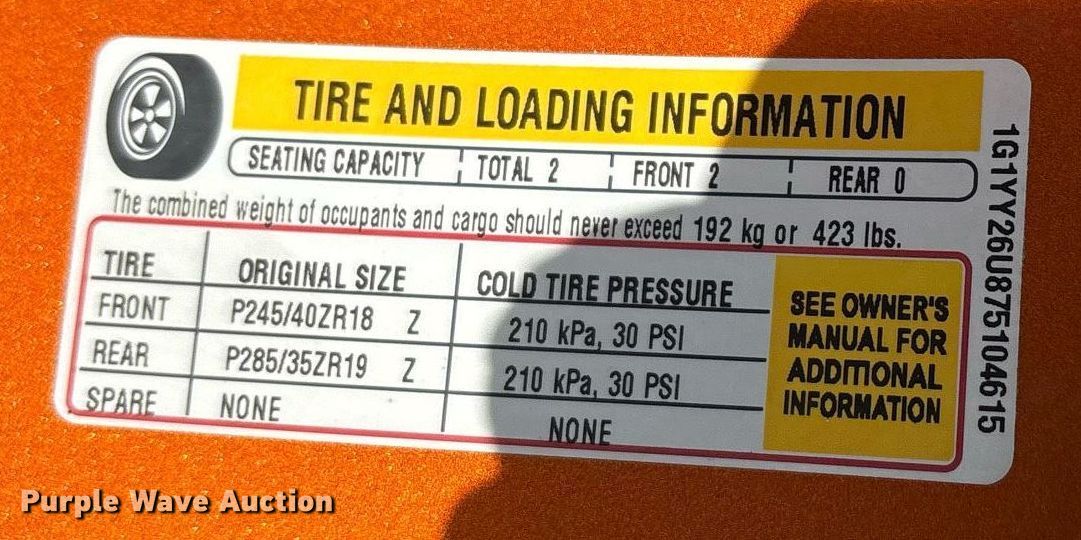 TIRE AND LOADING INFORMATION
SEATING CAPACITY TOTAL 2 FRONT 2 REAR 0
The combined weight of occupants and cargo should never exceed 192 kg or 423 lbs.
TIRE ORIGINAL SIZE COLD TIRE PRESSURE
FRONT P245/40ZR18 Z 210 kPa, 30 PSI
REAR P285/35ZR19 Z 210 kPa, 30 PSI
SPARE NONE NONE
SEE OWNER'S
MANUAL FOR
ADDITIONAL
INFORMATION
1G1YY26U875104615
Purple Wave Auction